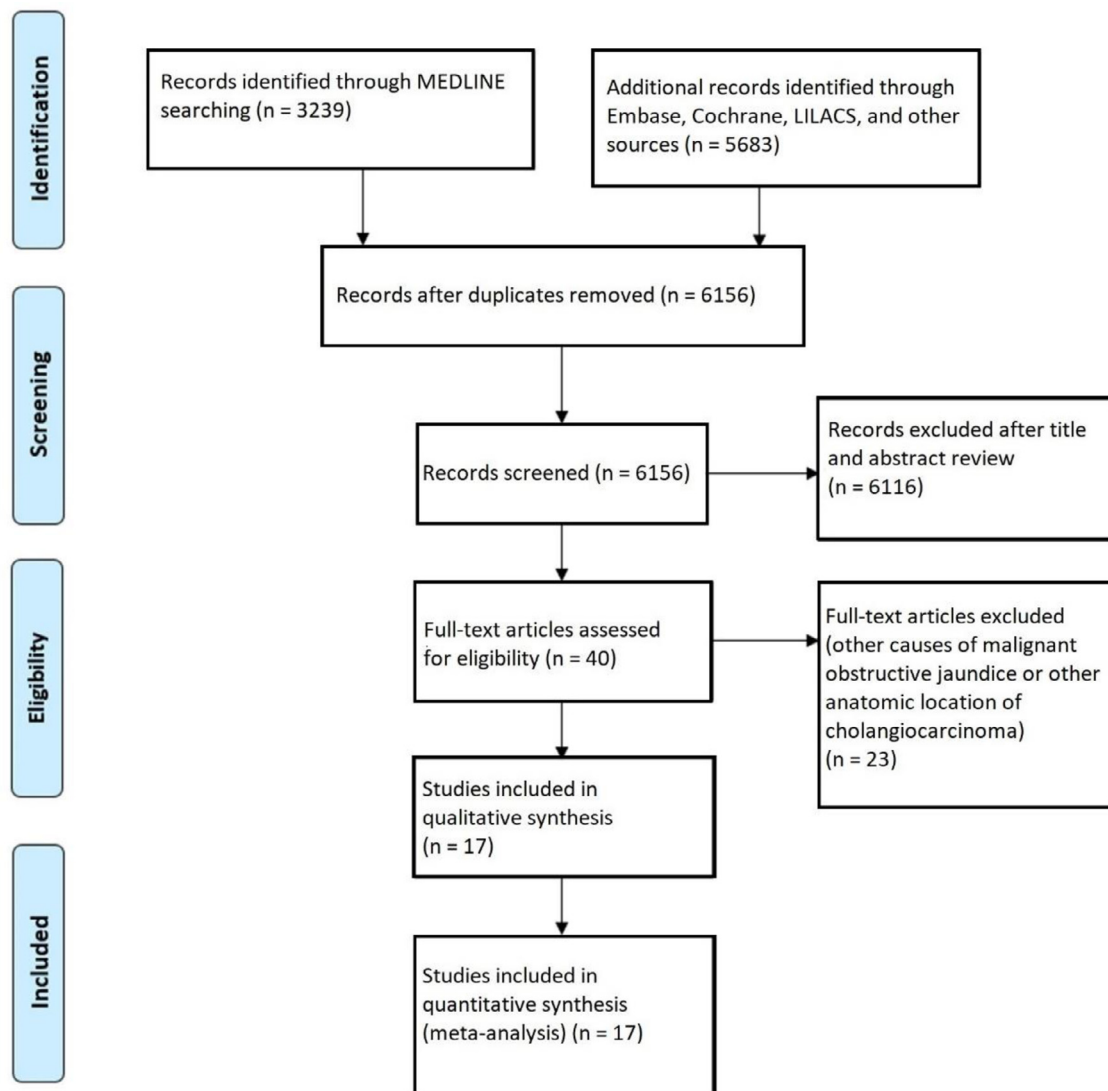 Identification
Records identified through MEDLINE
searching (n = 3239)
Additional records identified through
Embase, Cochrane, LILACS, and other
sources (n = 5683)
Records after duplicates removed (n = 6156)
Screening
Records screened (n = 6156)
Records excluded after title
and abstract review
(n = 6116)
Eligibility
Full-text articles assessed
for eligibility (n = 40)
Full-text articles excluded
(other causes of malignant
obstructive jaundice or other
anatomic location of
cholangiocarcinoma)
(n = 23)
Studies included in
qualitative synthesis
(n = 17)
Included
Studies included in
quantitative synthesis
(meta-analysis) (n = 17)